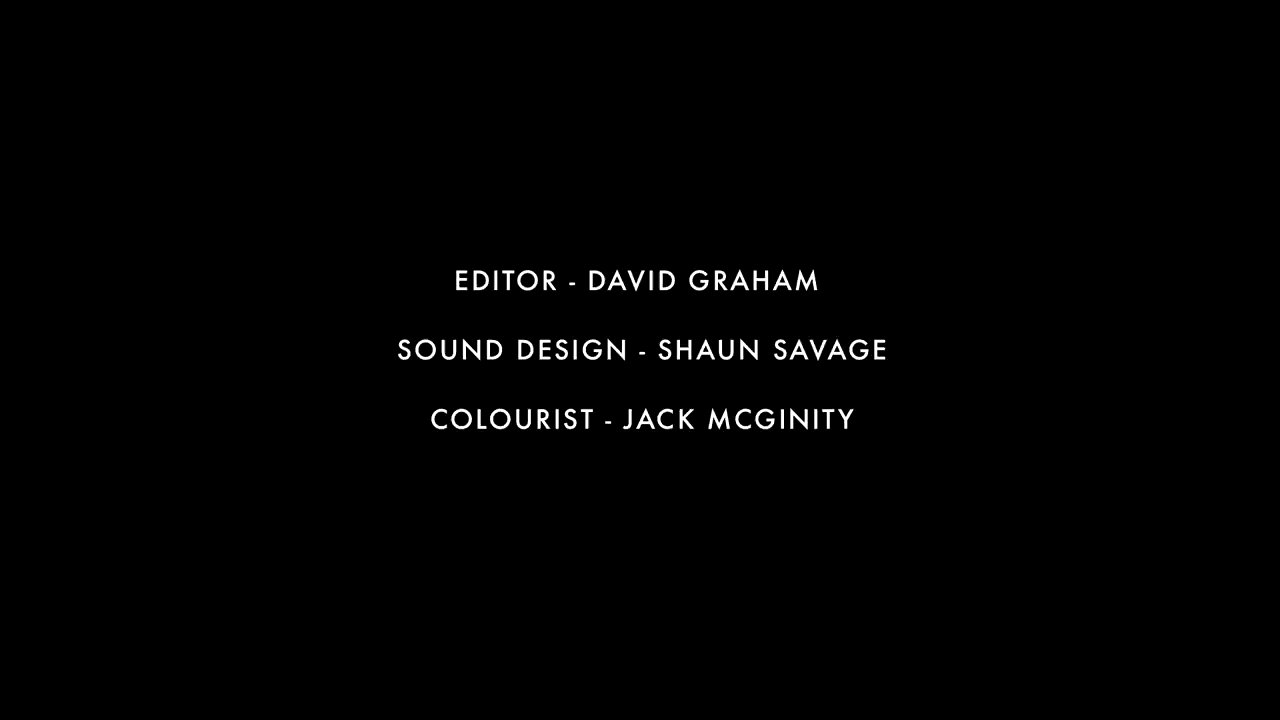 EDITOR - DAVID GRAHAM
SOUND DESIGN - SHAUN SAVAGE
COLOURIST - JACK MCGINITY